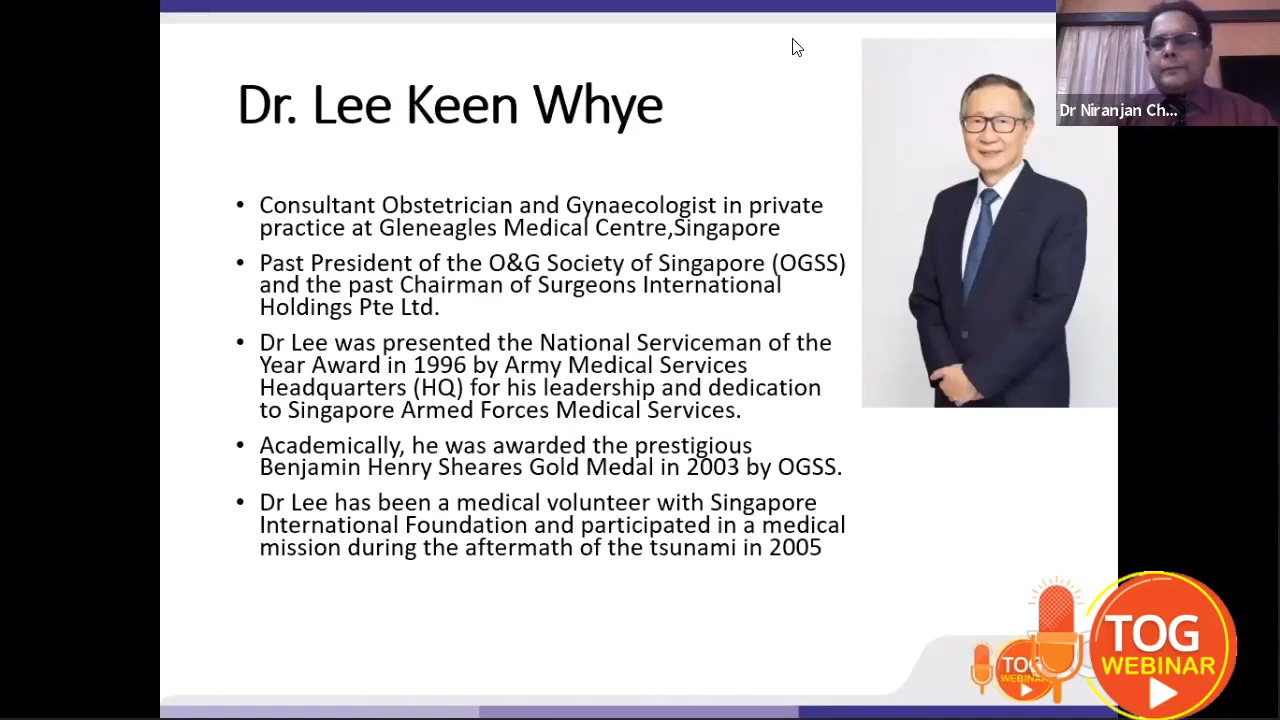 Dr. Lee Keen Whye
Dr Niranjan Ch...
• Consultant Obstetrician and Gynaecologist in private
practice at Gleneagles Medical Centre,Singapore
• Past President of the O&G Society of Singapore (OGSS)
and the past Chairman of Surgeons International
Holdings Pte Ltd.
• Dr Lee was presented the National Serviceman of the
Year Award in 1996 by Army Medical Services
Headquarters (HQ) for his leadership and dedication
to Singapore Armed Forces Medical Services.
• Academically, he was awarded the prestigious
Benjamin Henry Sheares Gold Medal in 2003 by OGSS.
• Dr Lee has been a medical volunteer with Singapore
International Foundation and participated in a medical
mission during the aftermath of the tsunami in 2005
TOG
WEBINAR
TOG
WEBINAR